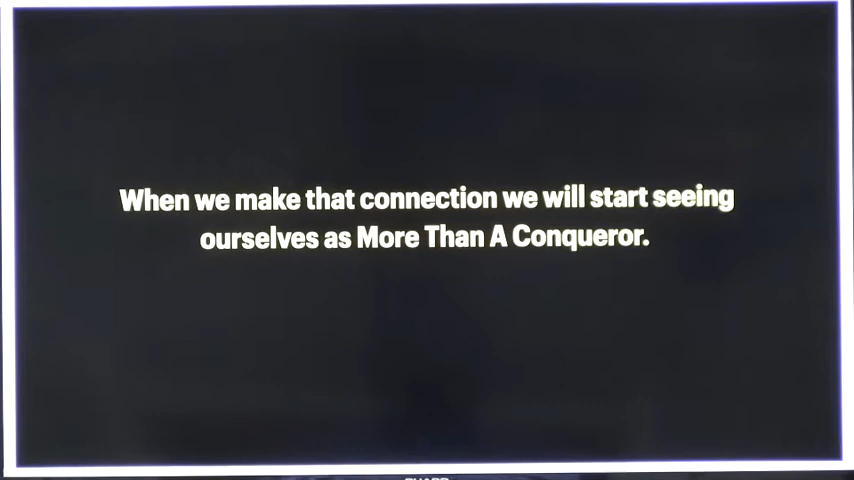 When we make that connection we will start seeing
ourselves as More Than A Conqueror.